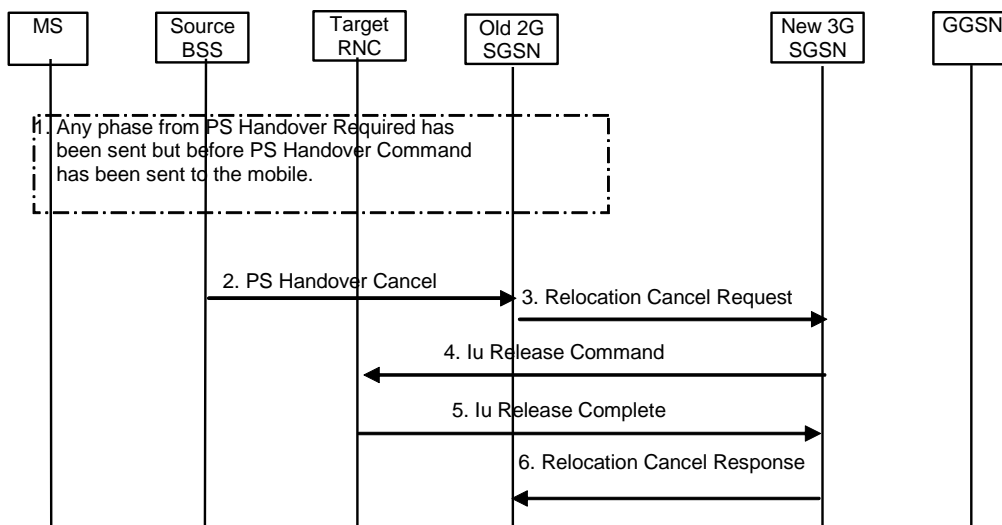 MS
Source
BSS
Target
RNC
Old 2G
SGSN
New 3G
SGSN
GGSN
1. Any phase from PS Handover Required has
been sent but before PS Handover Command
has been sent to the mobile.
2. PS Handover Cancel
3. Relocation Cancel Request
4. Iu Release Command
5. Iu Release Complete
6. Relocation Cancel Response